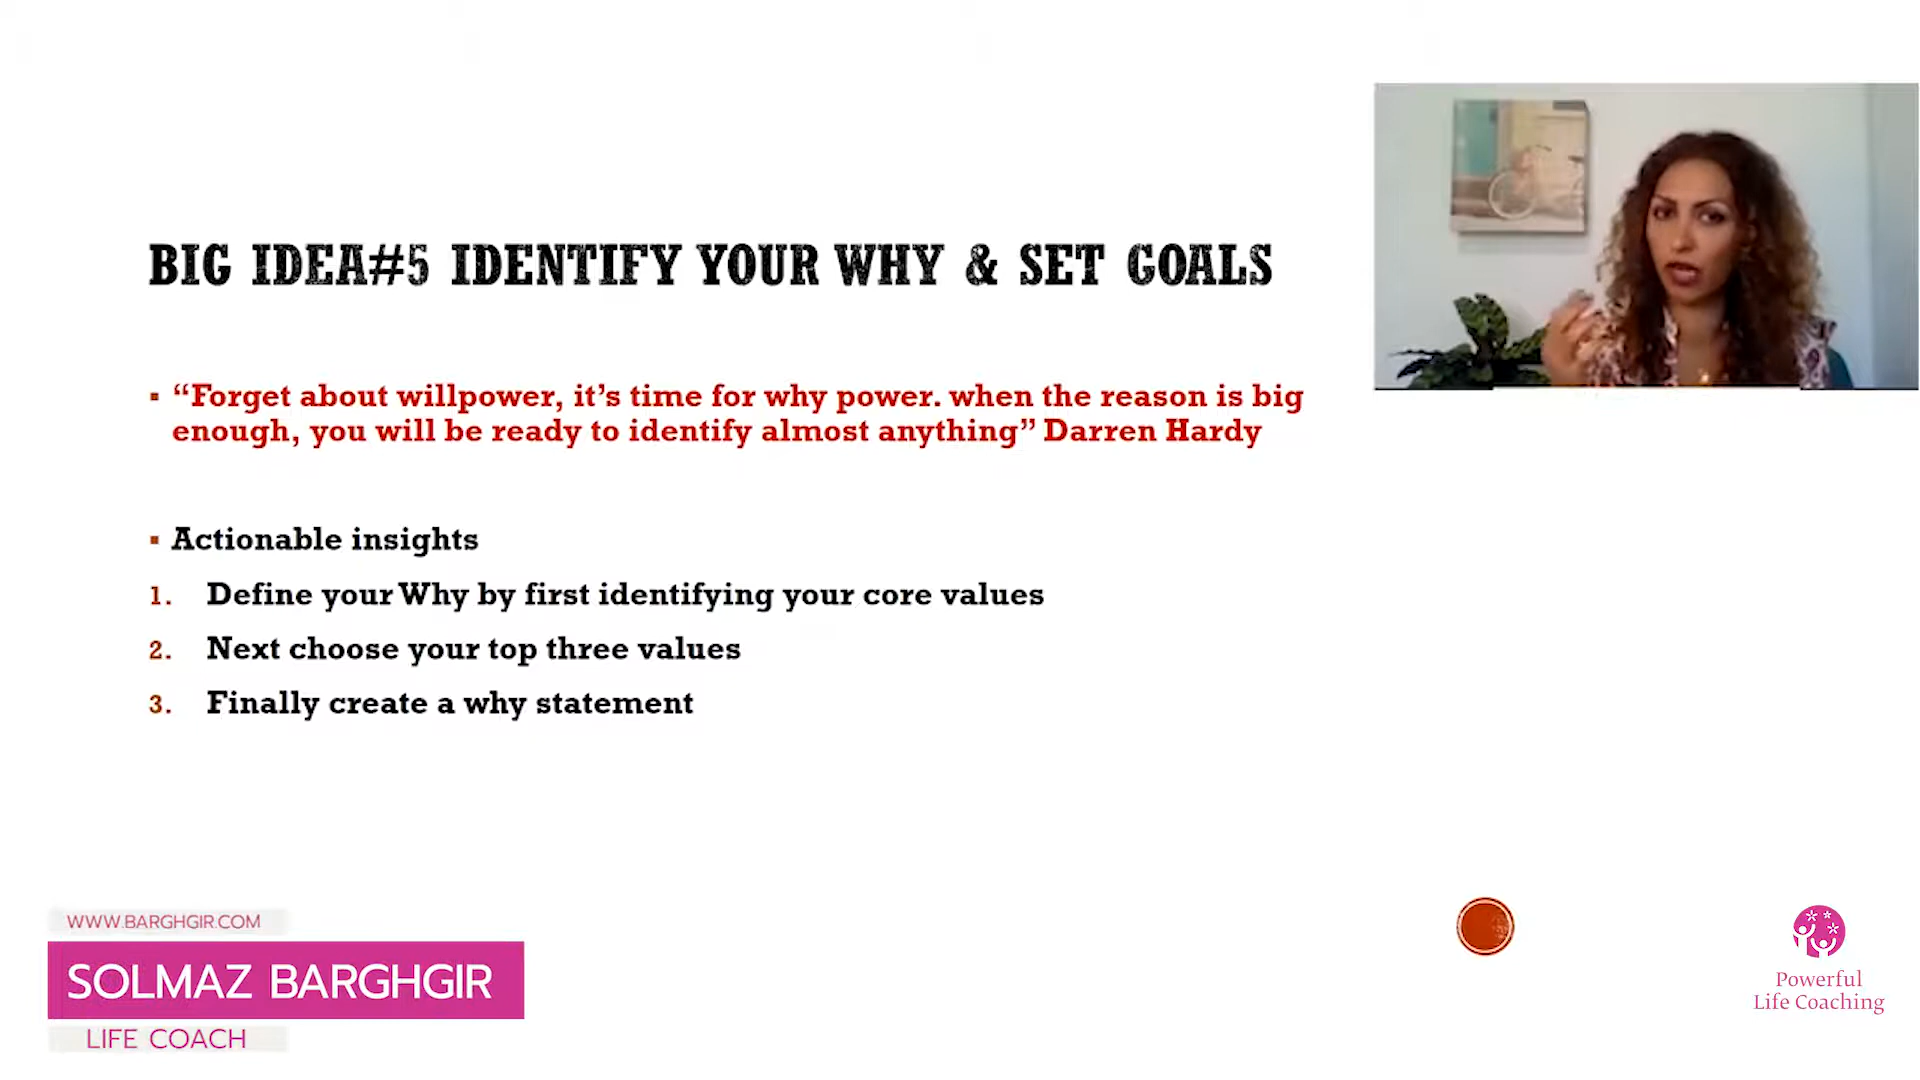 BIG IDEA#5 IDENTIFY YOUR WHY & SET GOALS
▪ “Forget about willpower, it’s time for why power. when the reason is big
enough, you will be ready to identify almost anything” Darren Hardy
▪ Actionable insights
1. Define your Why by first identifying your core values
2. Next choose your top three values
3. Finally create a why statement
WWW.BARGHGIR.COM
SOLMAZ BARGHGIR
LIFE COACH
Powerful
Life Coaching